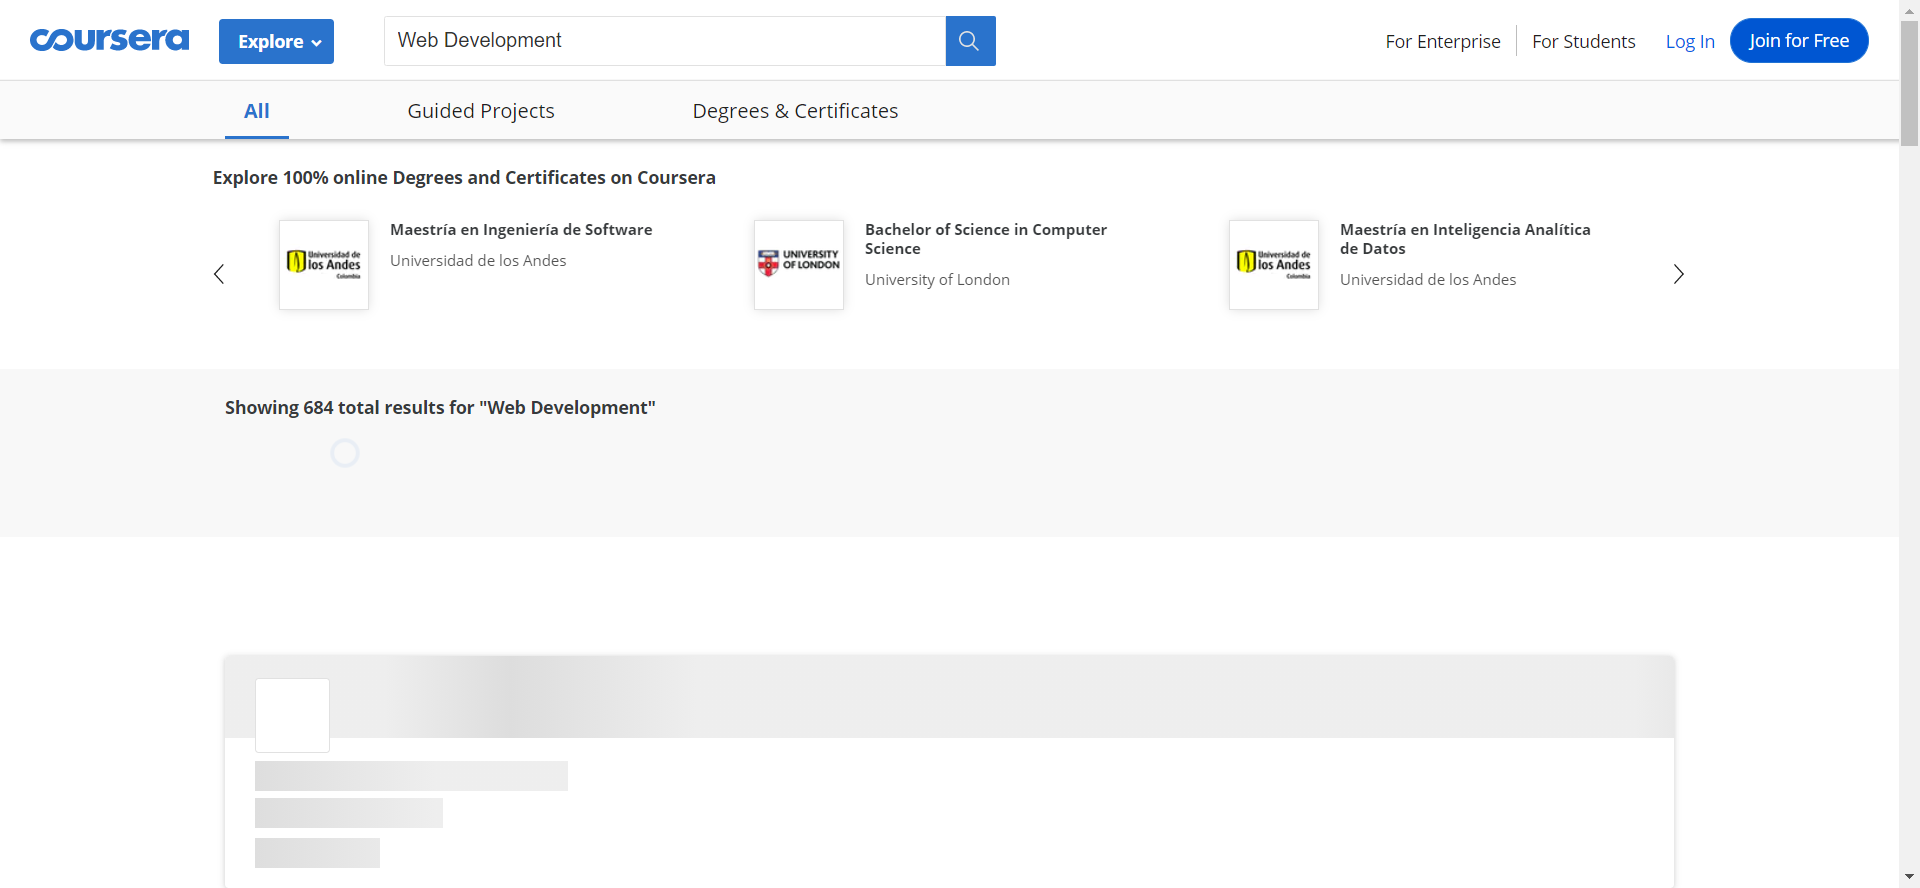 coursera
Explore
Web Development
For Enterprise
For Students
Log In
Join for Free
All
Guided Projects
Degrees & Certificates
Explore 100% online Degrees and Certificates on Coursera
Universidad de
los Andes
Colombia
Maestría en Ingeniería de Software
Universidad de los Andes
UNIVERSITY
OF LONDON
Bachelor of Science in Computer
Science
University of London
Universidad de
los Andes
Colombia
Maestría en Inteligencia Analítica
de Datos
Universidad de los Andes
Showing 684 total results for "Web Development"